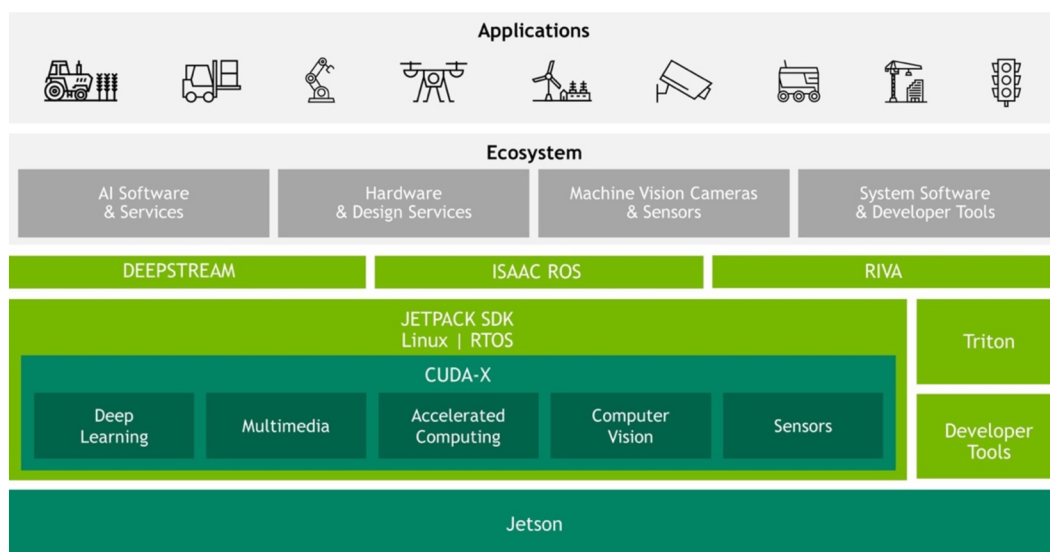 Applications
Ecosystem
AI Software
& Services
Hardware
& Design Services
Machine Vision Cameras
& Sensors
System Software
& Developer Tools
DEEPSTREAM
ISAAC ROS
RIVA
JETPACK SDK
Linux | RTOS
Triton
CUDA-X
Deep
Learning
Multimedia
Accelerated
Computing
Computer
Vision
Sensors
Developer
Tools
Jetson